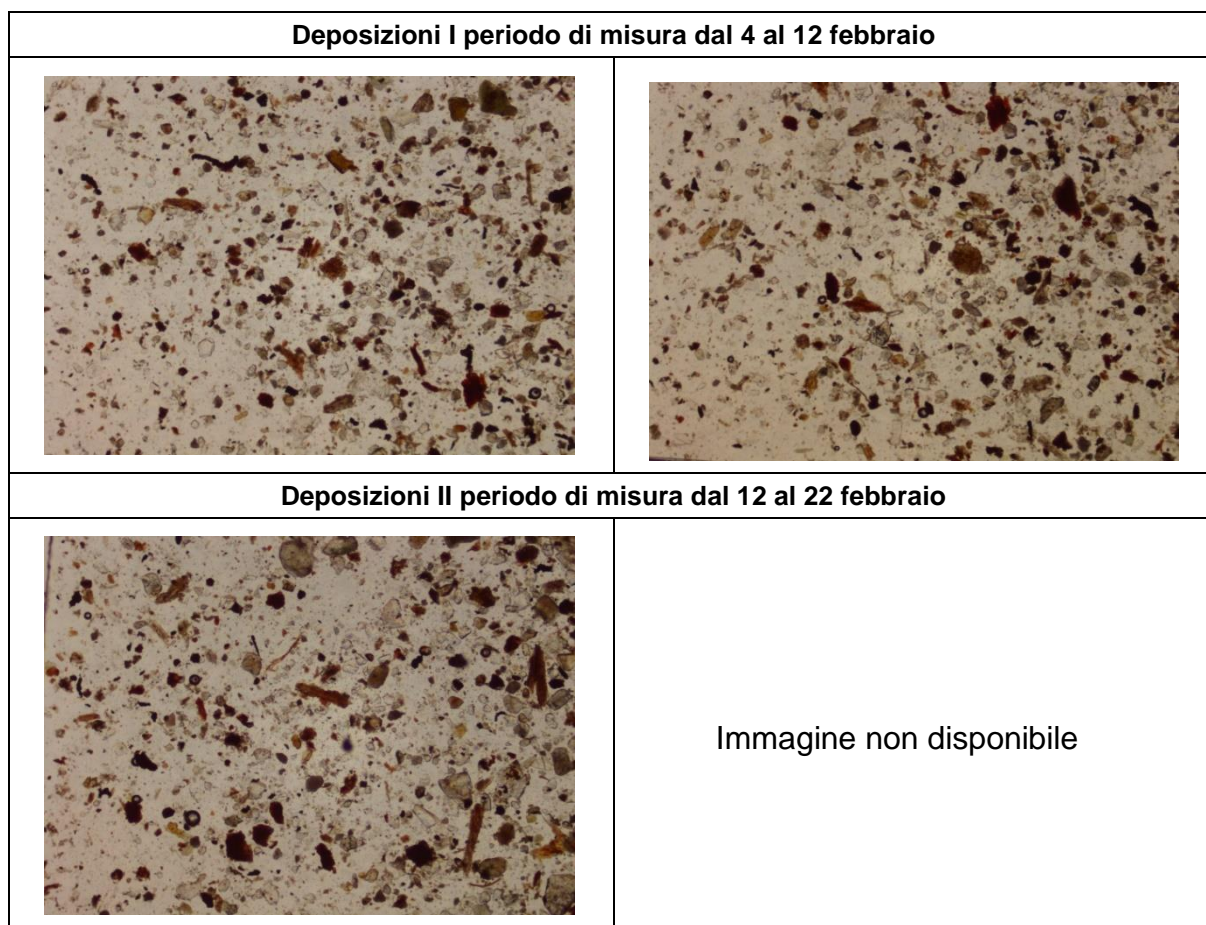 Deposizioni I periodo di misura dal 4 al 12 febbraio
Deposizioni II periodo di misura dal 12 al 22 febbraio
Immagine non disponibile